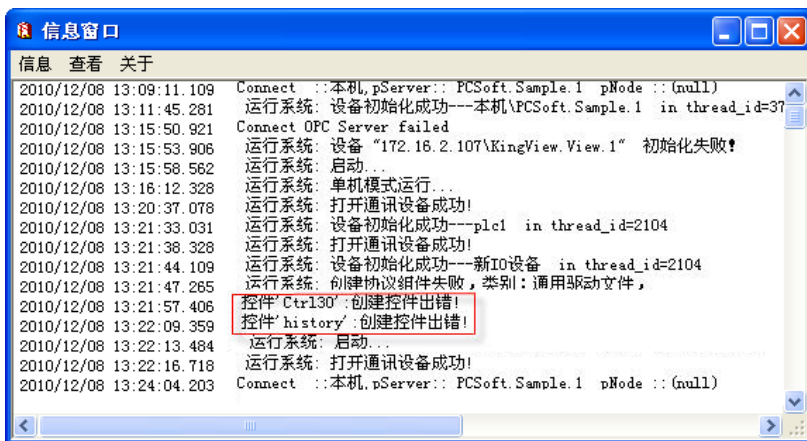 信息窗口
信息 查看 关于
2010/12/08 13:09:11.109 Connect ::本机,pServer:: PCSoft.Sample.1 pNode ::(null)
2010/12/08 13:11:45.281 运行系统: 设备初始化成功---本机\PCSoft.Sample.1 in thread_id=37
2010/12/08 13:15:50.921 Connect OPC Server failed
2010/12/08 13:15:53.906 运行系统: 设备 "172.16.2.107\KingView.View.1" 初始化失败!
2010/12/08 13:15:58.562 运行系统: 启动...
2010/12/08 13:16:12.328 运行系统: 单机模式运行...
2010/12/08 13:20:37.078 运行系统: 打开通讯设备成功!
2010/12/08 13:21:33.031 运行系统: 设备初始化成功---plc1 in thread_id=2104
2010/12/08 13:21:38.328 运行系统: 打开通讯设备成功!
2010/12/08 13:21:44.109 运行系统: 设备初始化成功---新IO设备 in thread_id=2104
2010/12/08 13:21:47.265 运行系统: 创建协议组件失败，类别：通用驱动文件，
2010/12/08 13:21:57.406 控件'Ctrl30':创建控件出错!
2010/12/08 13:22:09.359 控件'history':创建控件出错!
2010/12/08 13:22:13.484 运行系统: 启动...
2010/12/08 13:22:16.718 运行系统: 打开通讯设备成功!
2010/12/08 13:24:04.203 Connect ::本机,pServer:: PCSoft.Sample.1 pNode ::(null)